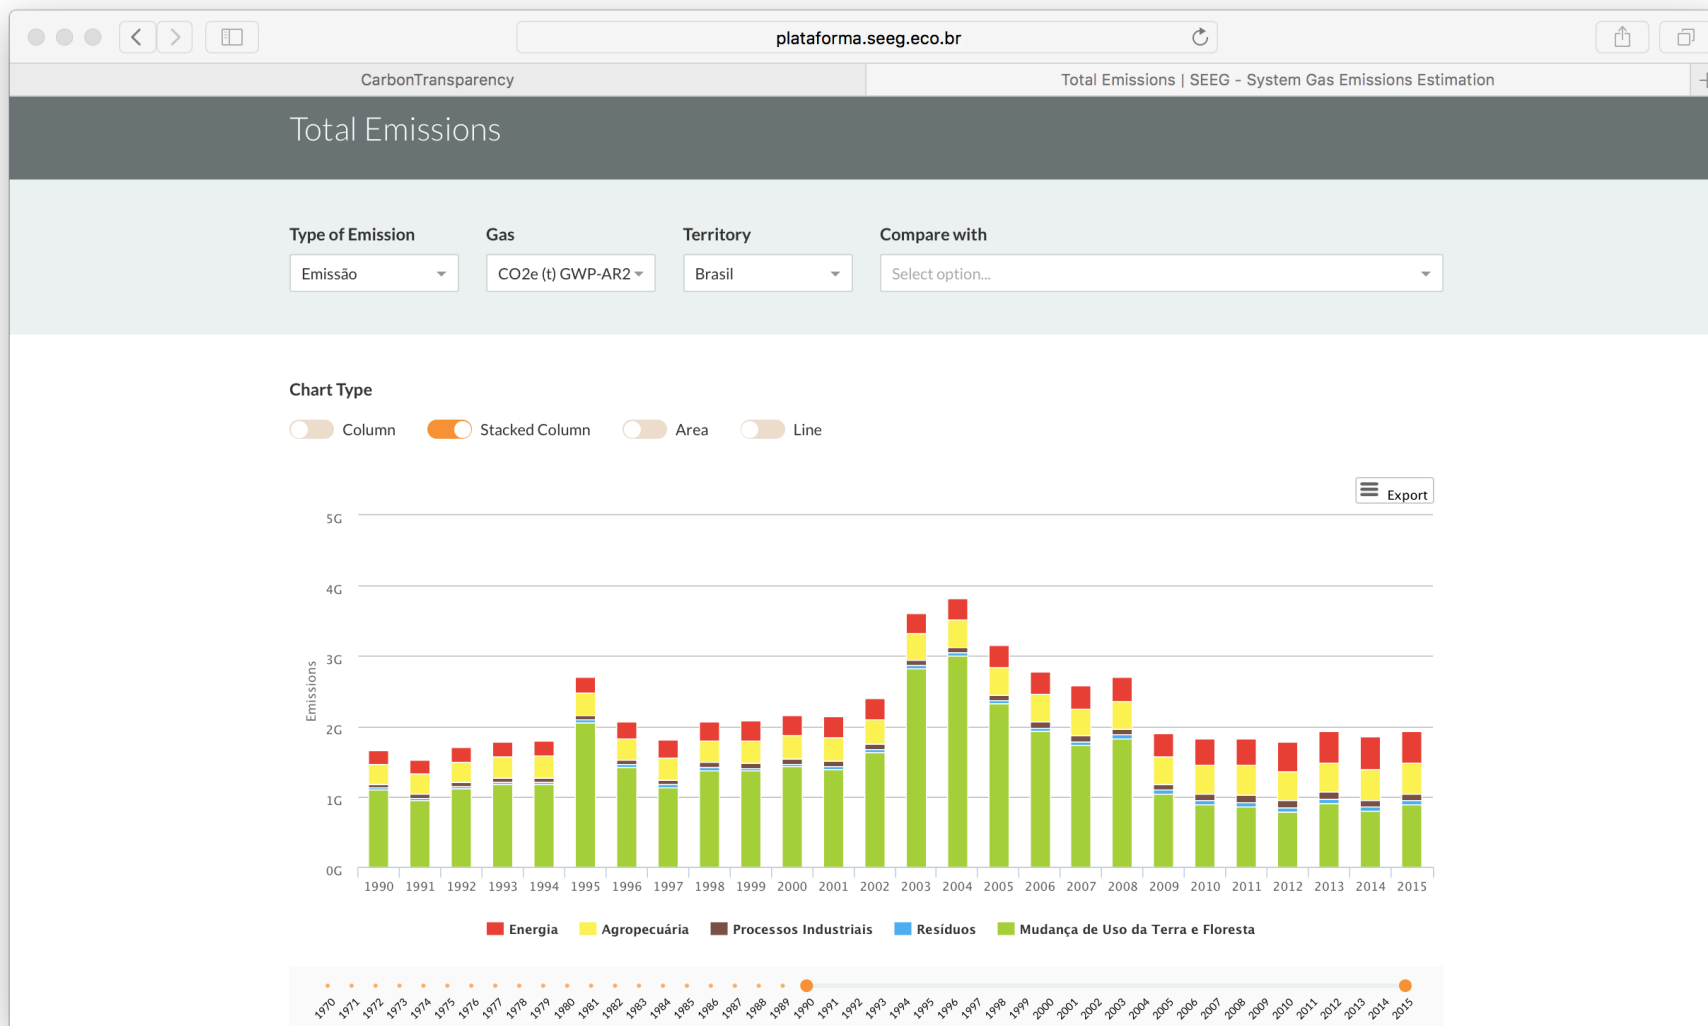 plataforma.seeg.eco.br
CarbonTransparency
Total Emissions | SEEG - System Gas Emissions Estimation
Total Emissions
Type of Emission Gas Territory Compare with
Emissão CO2e (t) GWP-AR2 Brasil Select option...
Chart Type
Column Stacked Column Area Line
Export
5G
4G
3G
2G
1G
0G
Emissions
1990 1991 1992 1993 1994 1995 1996 1997 1998 1999 2000 2001 2002 2003 2004 2005 2006 2007 2008 2009 2010 2011 2012 2013 2014 2015
Energia Agropecuária Processos Industriais Resíduos Mudança de Uso da Terra e Floresta
1970 1971 1972 1973 1974 1975 1976 1977 1978 1979 1980 1981 1982 1983 1984 1985 1986 1987 1988 1989 1990 1991 1992 1993 1994 1995 1996 1997 1998 1999 2000 2001 2002 2003 2004 2005 2006 2007 2008 2009 2010 2011 2012 2013 2014 2015